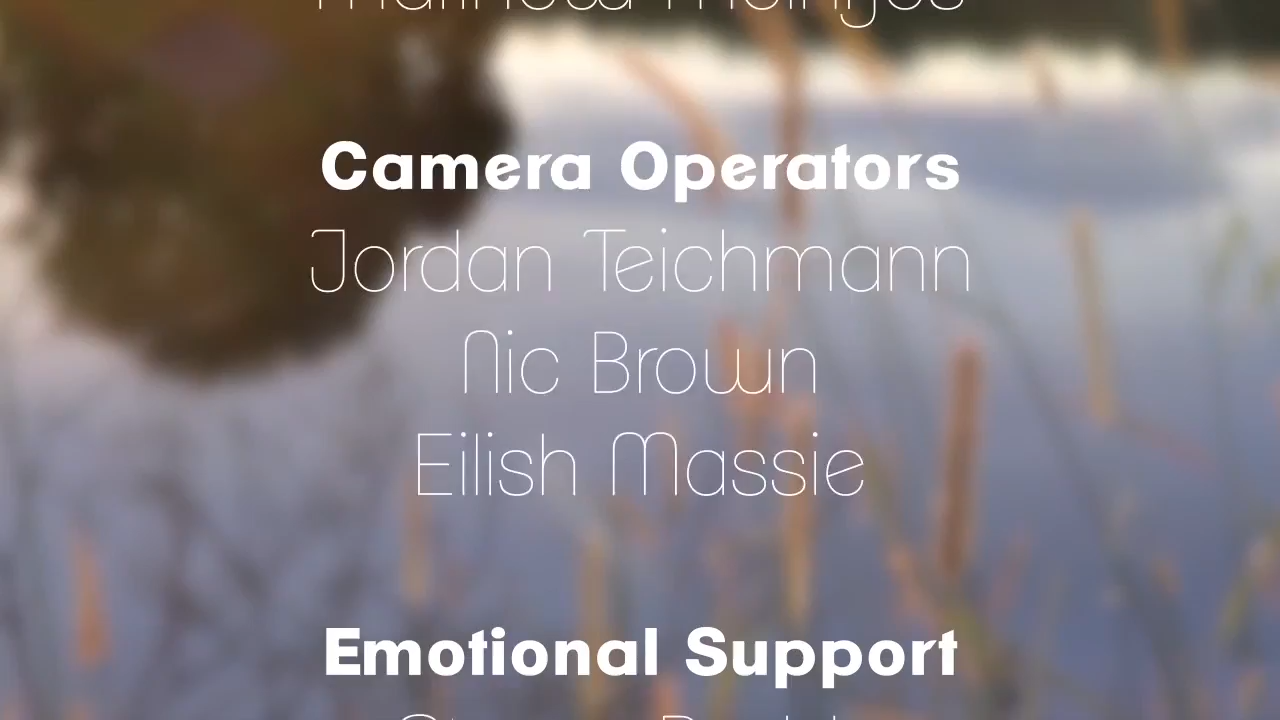 Camera Operators
Jordan Teichmann
Nic Brown
Eilish Massie
Emotional Support